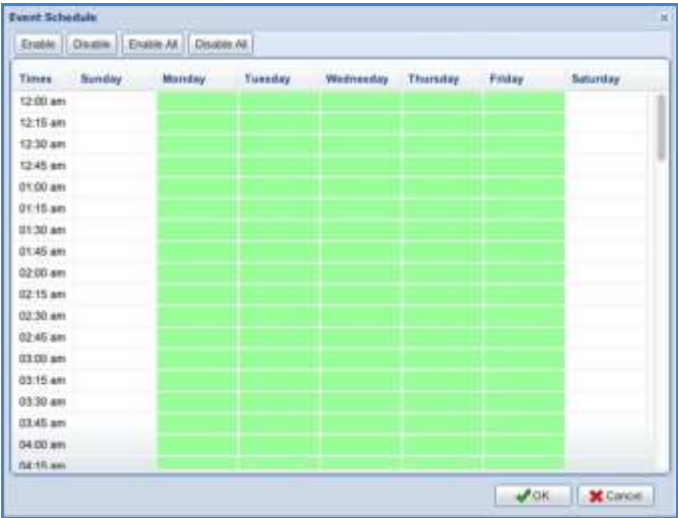 Event Schedule
Enable Disable Enable All Disable All
Times Sunday Monday Tuesday Wednesday Thursday Friday Saturday
12:00 am
12:15 am
12:30 am
12:45 am
01:00 am
01:15 am
01:30 am
01:45 am
02:00 am
02:15 am
02:30 am
02:45 am
03:00 am
03:15 am
03:30 am
03:45 am
04:00 am
04:15 am
OK Cancel